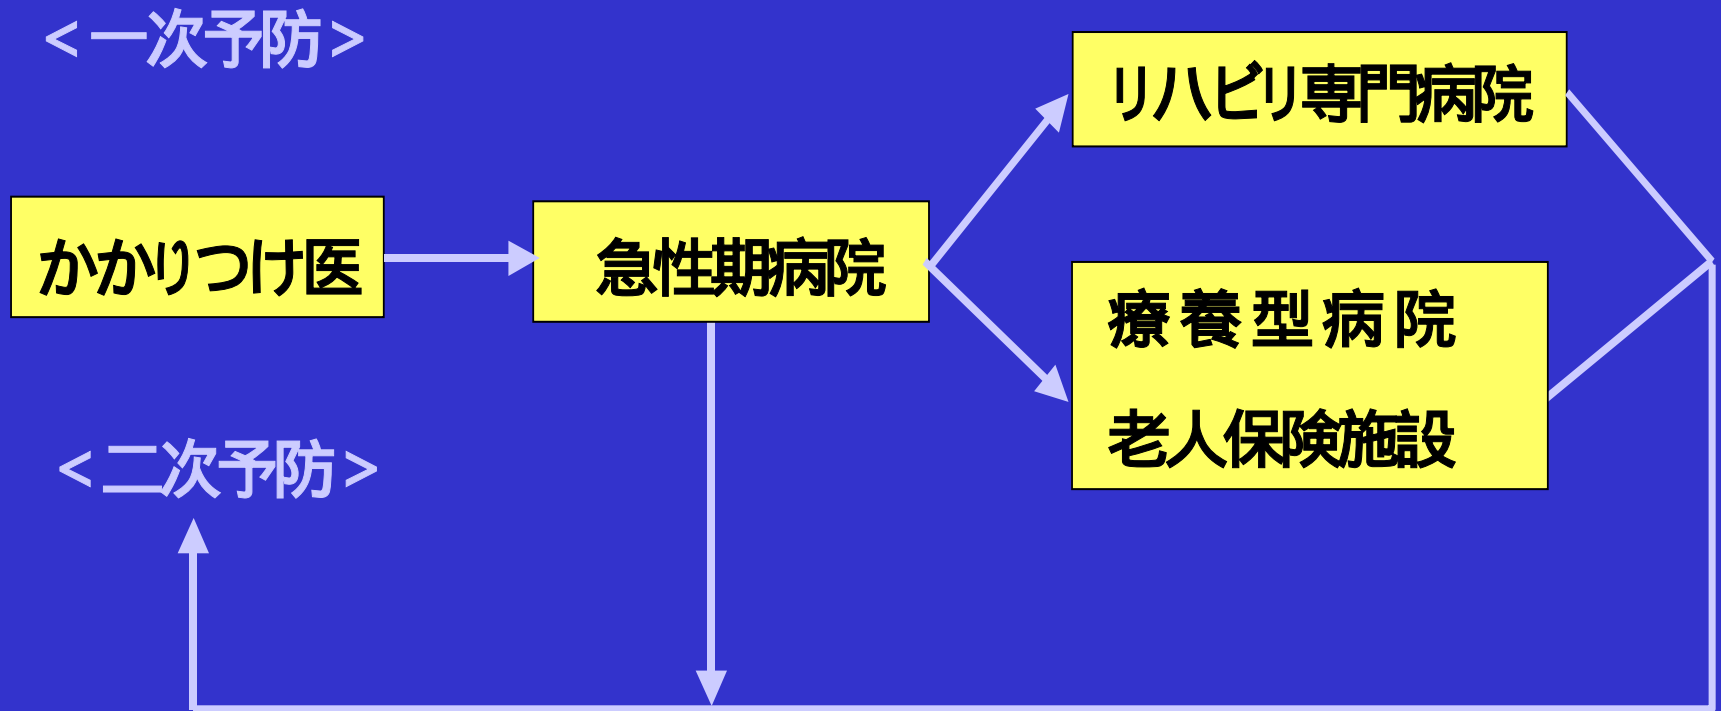 ＜一次予防＞
リハビリ専門病院
かかりつけ医
急性期病院
療養型病院
老人保険施設
＜二次予防＞